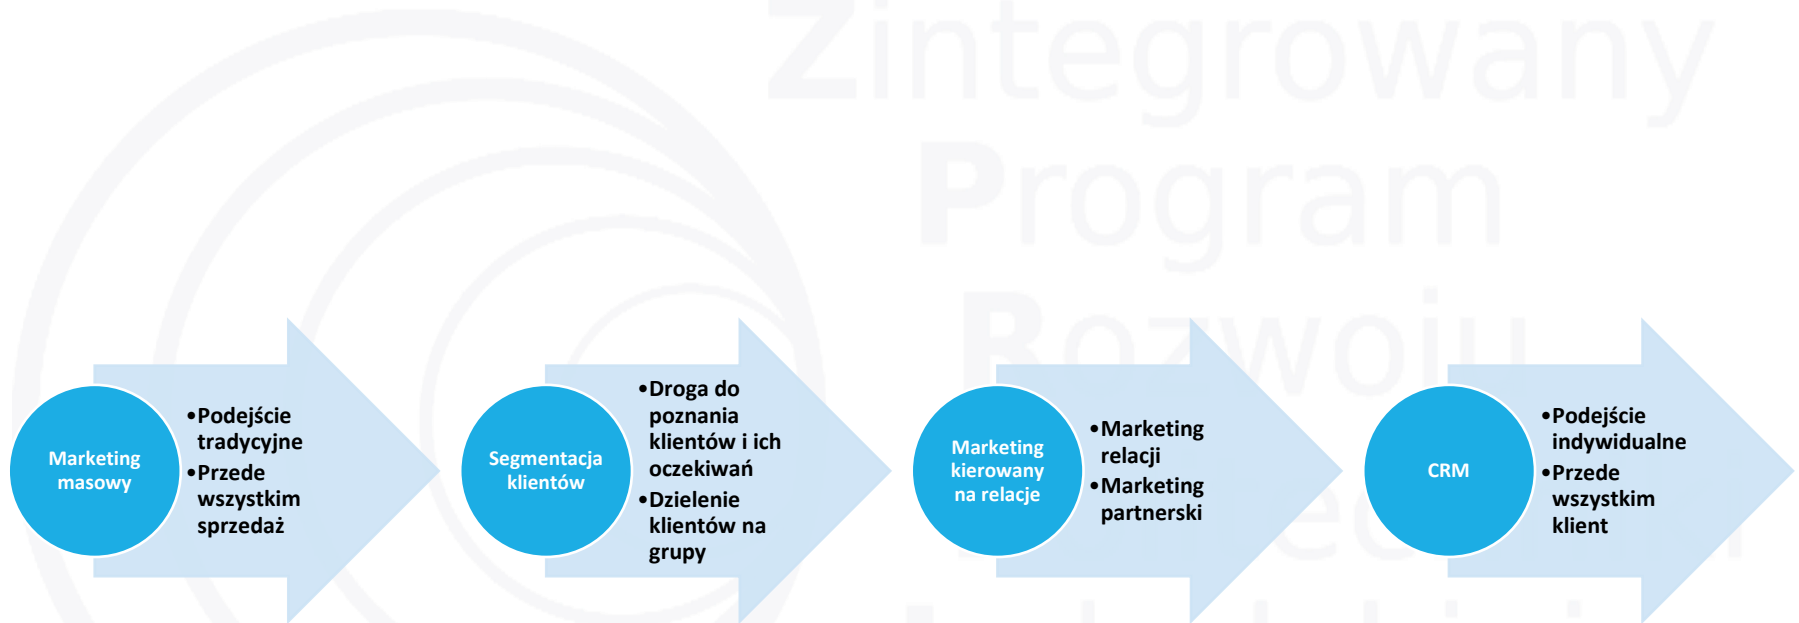 Zintegrowany
Program
Rozwoju
Marketing
masowy
•Podejście
tradycyjne
•Przede
wszystkim
sprzedaż
Segmentacja
klientów
•Droga do
poznania
klientów i ich
oczekiwań
•Dzielenie
klientów na
grupy
Marketing
kierowany
na relacje
•Marketing
relacji
•Marketing
partnerski
CRM
•Podejście
indywidualne
•Przede
wszystkim
klient